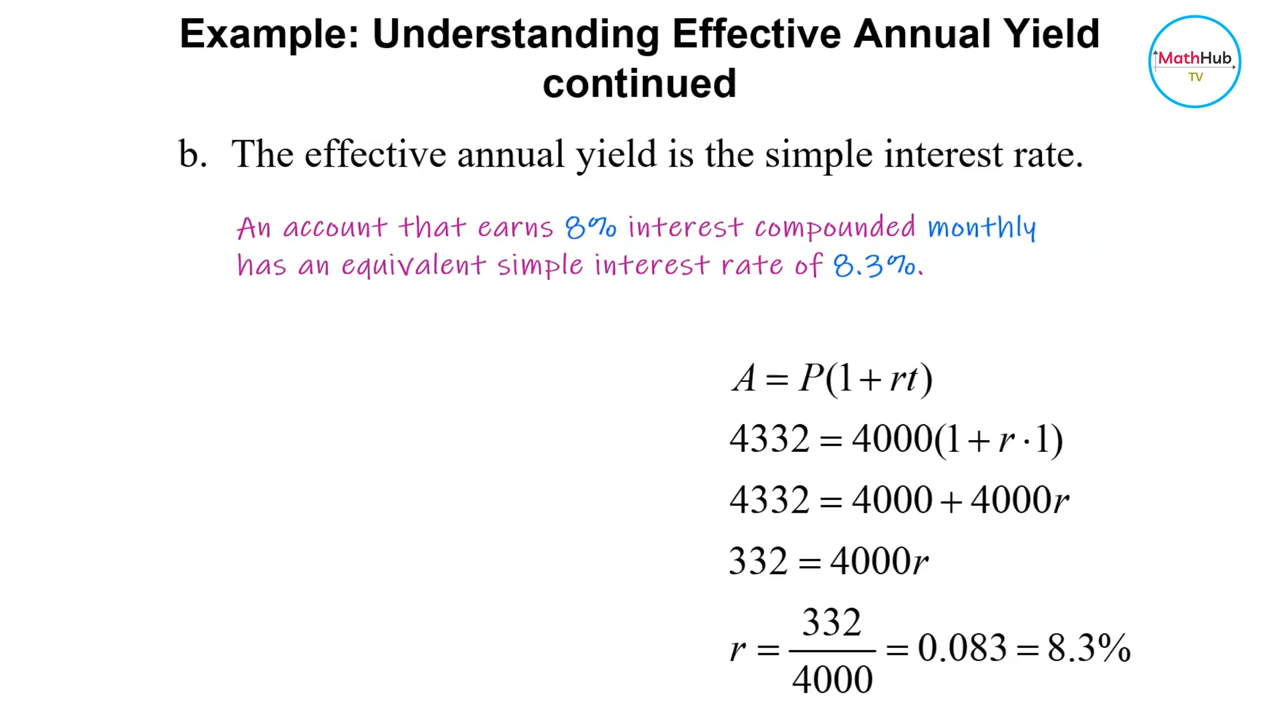 Example: Understanding Effective Annual Yield
continued
MathHub
TV
b. The effective annual yield is the simple interest rate.
An account that earns 8% interest compounded monthly
has an equivalent simple interest rate of 8.3%.
A = P(1 + rt)
4332 = 4000(1 + r · 1)
4332 = 4000 + 4000r
332 = 4000r
r = 332/4000 = 0.083 = 8.3%